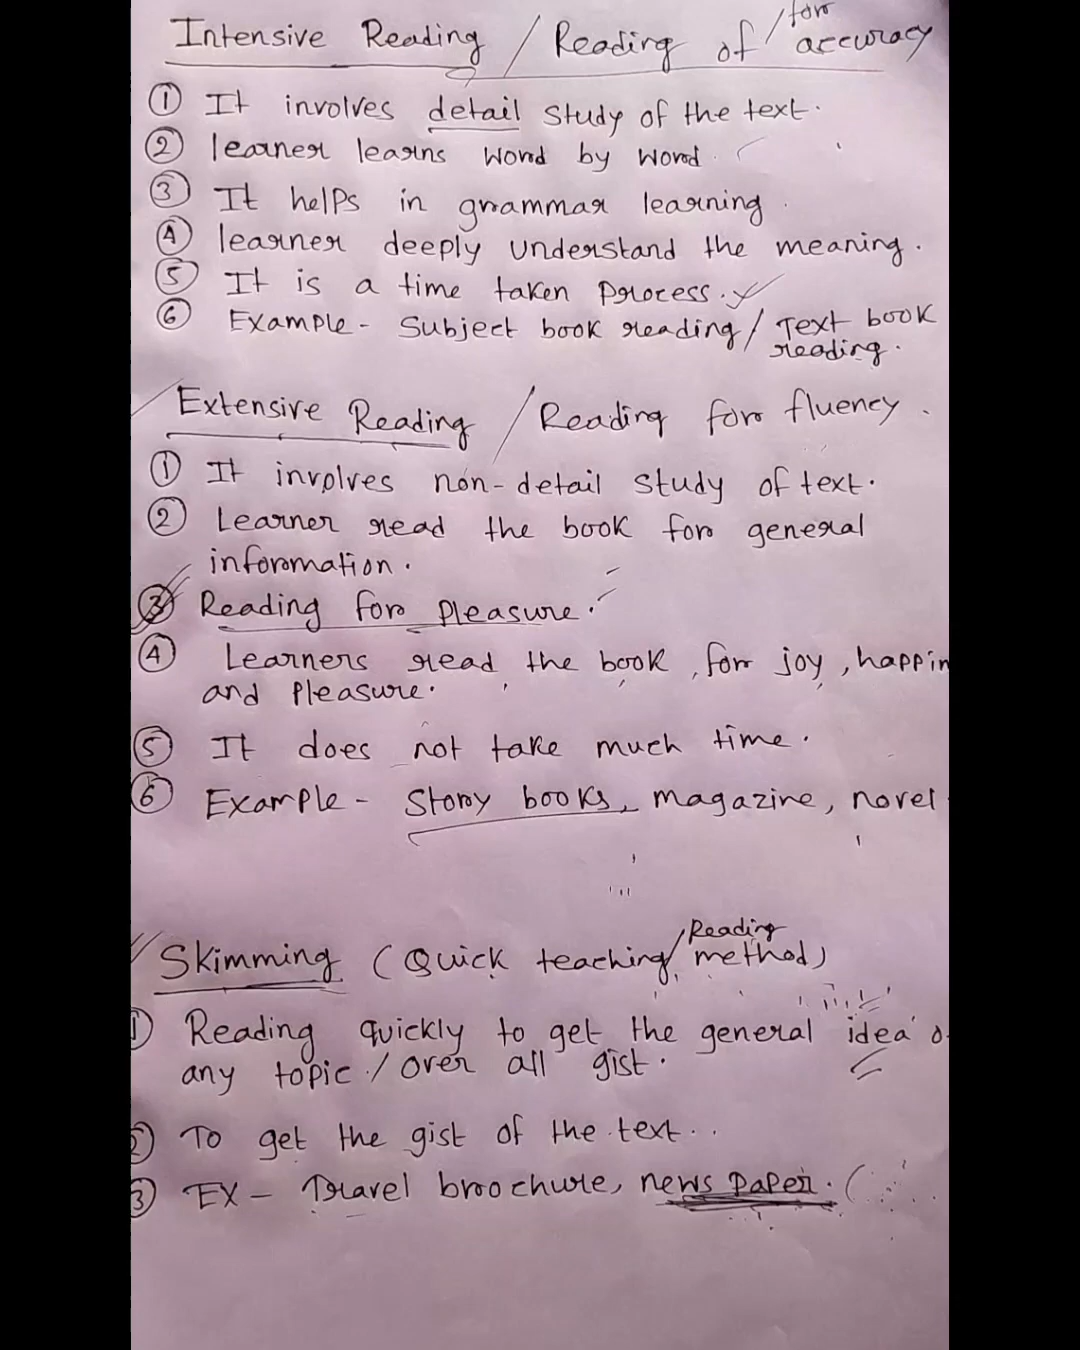 Intensive Reading / Reading of / for accuracy
① It involves detail study of the text.
② learner learns word by word
③ It helps in grammar learning.
④ learner deeply understand the meaning.
⑤ It is a time taken process.
⑥ Example - Subject book reading / Text book
reading.
Extensive Reading / Reading for fluency.
① It involves non-detail study of text.
② Learner read the book for general
information.
③ Reading for pleasure.
④ Learners read the book, for joy, happin
and pleasure.
⑤ It does not take much time.
⑥ Example - Story books, magazine, novel
Skimming (Quick teaching / Reading method)
① Reading quickly to get the general idea o
any topic / over all gist.
② To get the gist of the text..
③ EX - Travel broochure, news paper.